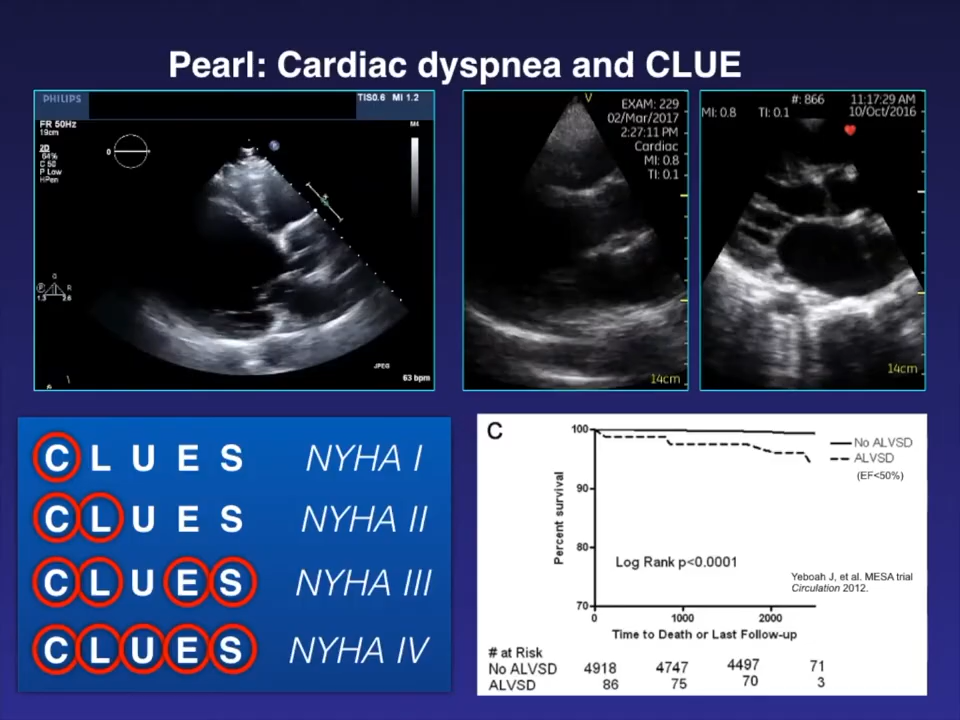 Pearl: Cardiac dyspnea and CLUE
PHILIPS
TIS0.6 MI 1.2
FR 50Hz
19cm
2D
64%
C 50
P Low
HPen
M4
JPEG
63 bpm
V
EXAM: 229
02/Mar/2017
2:27:11 PM
Cardiac
MI: 0.8
TI: 0.1
14cm
#: 866
11:17:29 AM
MI: 0.8
TI: 0.1
10/Oct/2016
14cm
C L U E S NYHA I
C L U E S NYHA II
C L U E S NYHA III
C L U E S NYHA IV
C
Percent survival
100
90
80
70
0
1000
2000
No ALVSD
ALVSD
(EF<50%)
Log Rank p<0.0001
Yeboah J, et al. MESA trial
Circulation 2012.
Time to Death or Last Follow-up
# at Risk
No ALVSD 4918 4747 4497 71
ALVSD 86 75 70 3